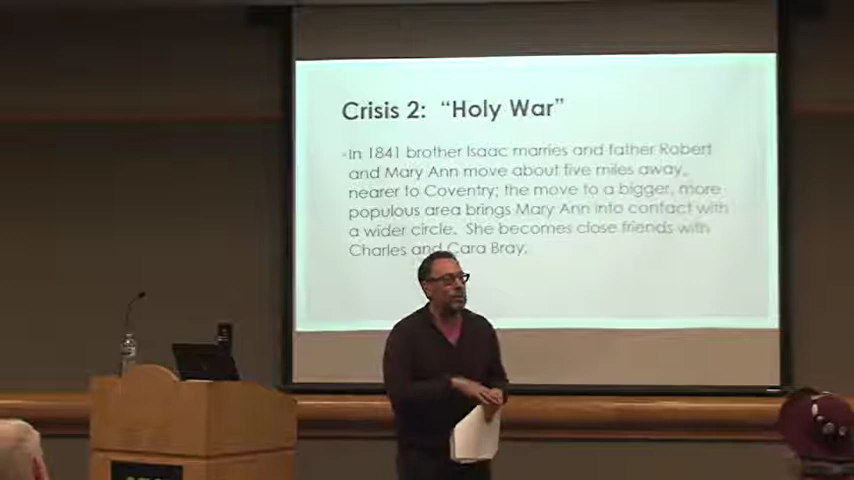 Crisis 2: “Holy War”
In 1841 brother Isaac marries and father Robert
and Mary Ann move about five miles away,
nearer to Coventry; the move to a bigger, more
populous area brings Mary Ann into contact with
a wider circle. She becomes close friends with
Charles and Cara Bray.